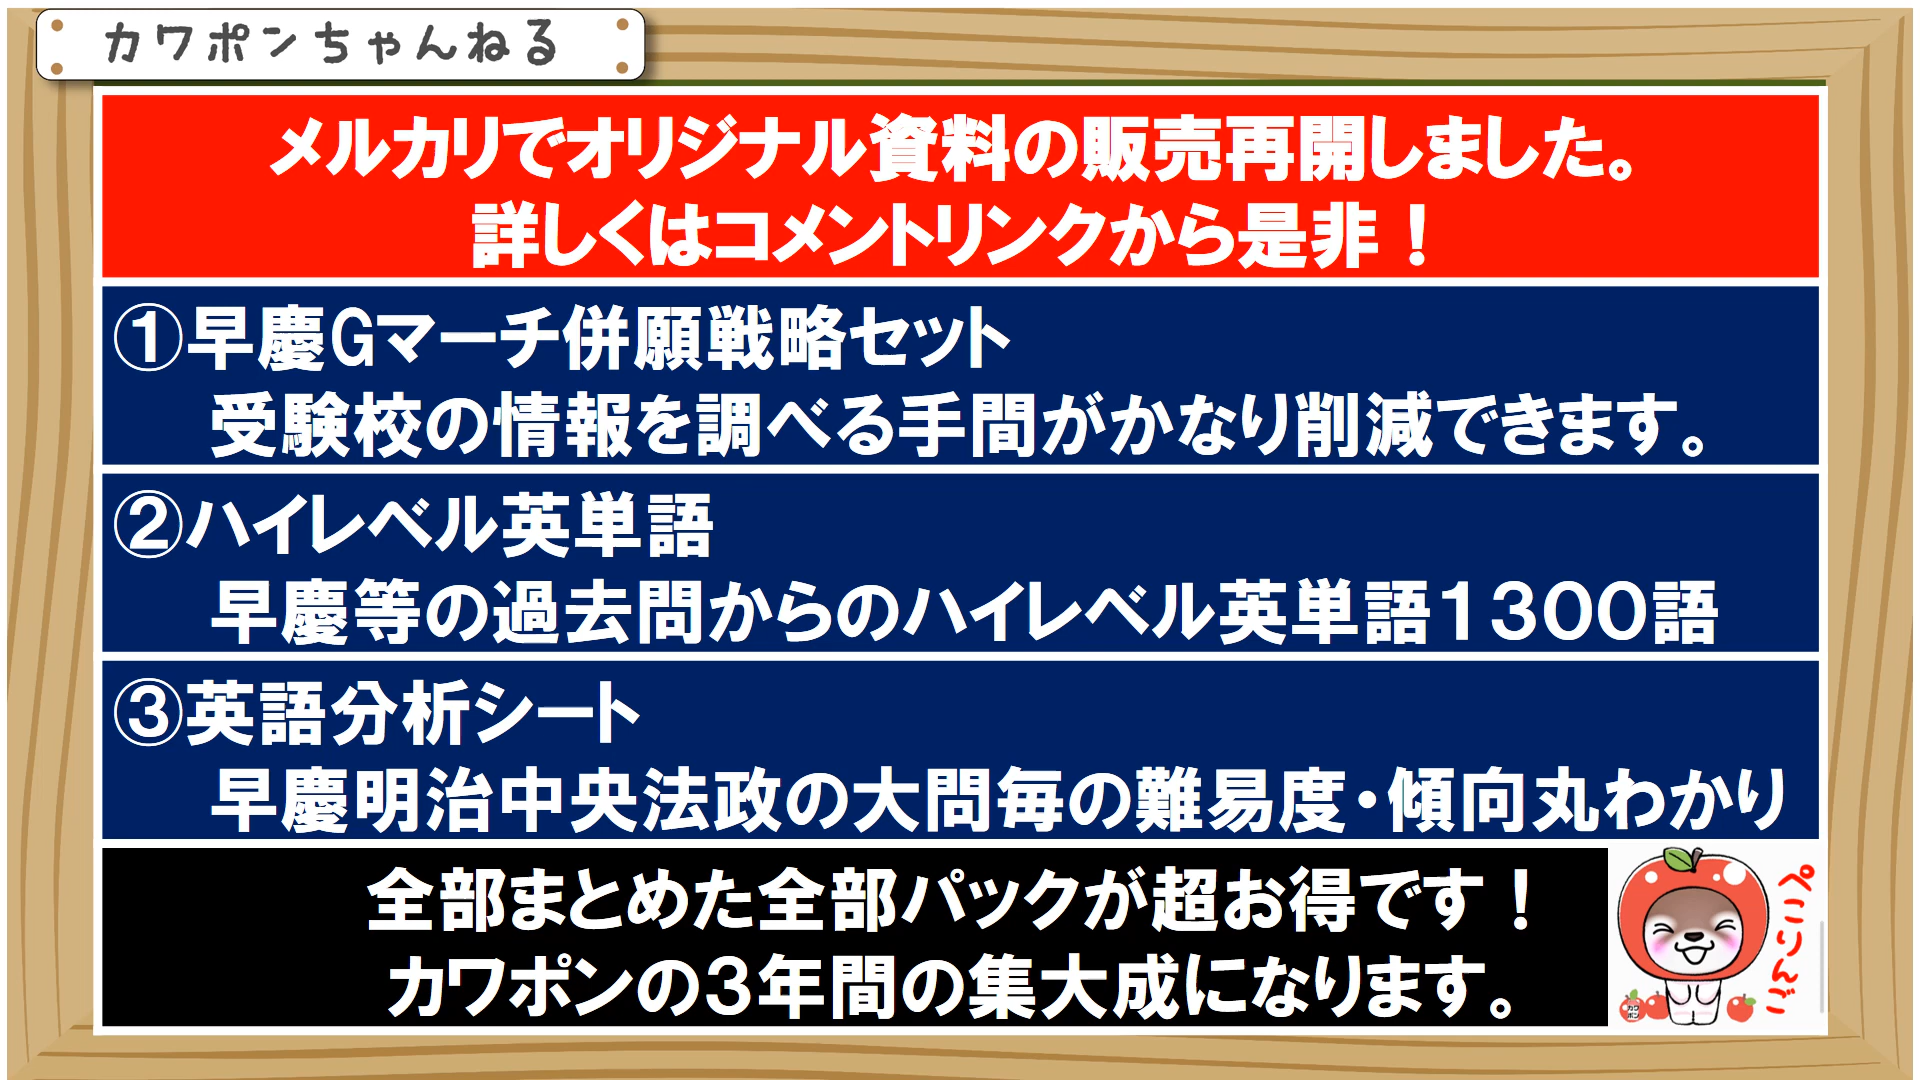 カワポンちゃんねる
メルカリでオリジナル資料の販売再開しました。
詳しくはコメントリンクから是非！
①早慶Gマーチ併願戦略セット
受験校の情報を調べる手間がかなり削減できます。
②ハイレベル英単語
早慶等の過去問からのハイレベル英単語１３００語
③英語分析シート
早慶明治中央法政の大問毎の難易度・傾向丸わかり
全部まとめた全部パックが超お得です！
カワポンの３年間の集大成になります。
ぺこりんご
カワ
ポン